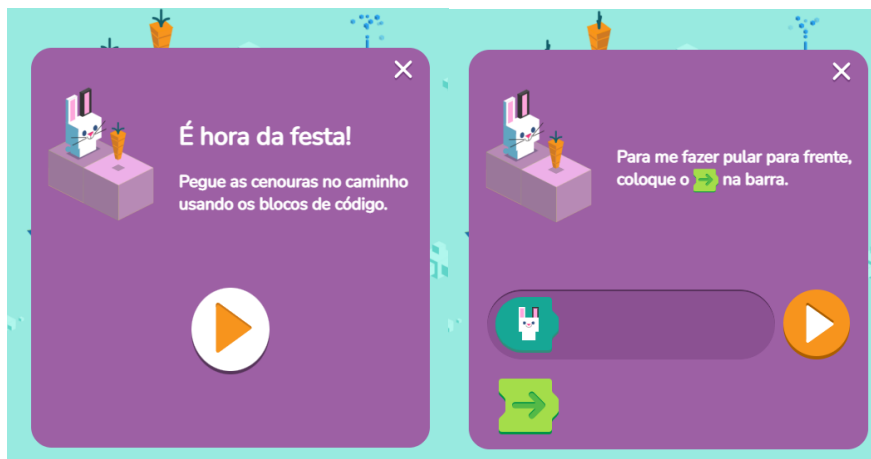 É hora da festa!
Pegue as cenouras no caminho
usando os blocos de código.
Para me fazer pular para frente,
coloque o na barra.